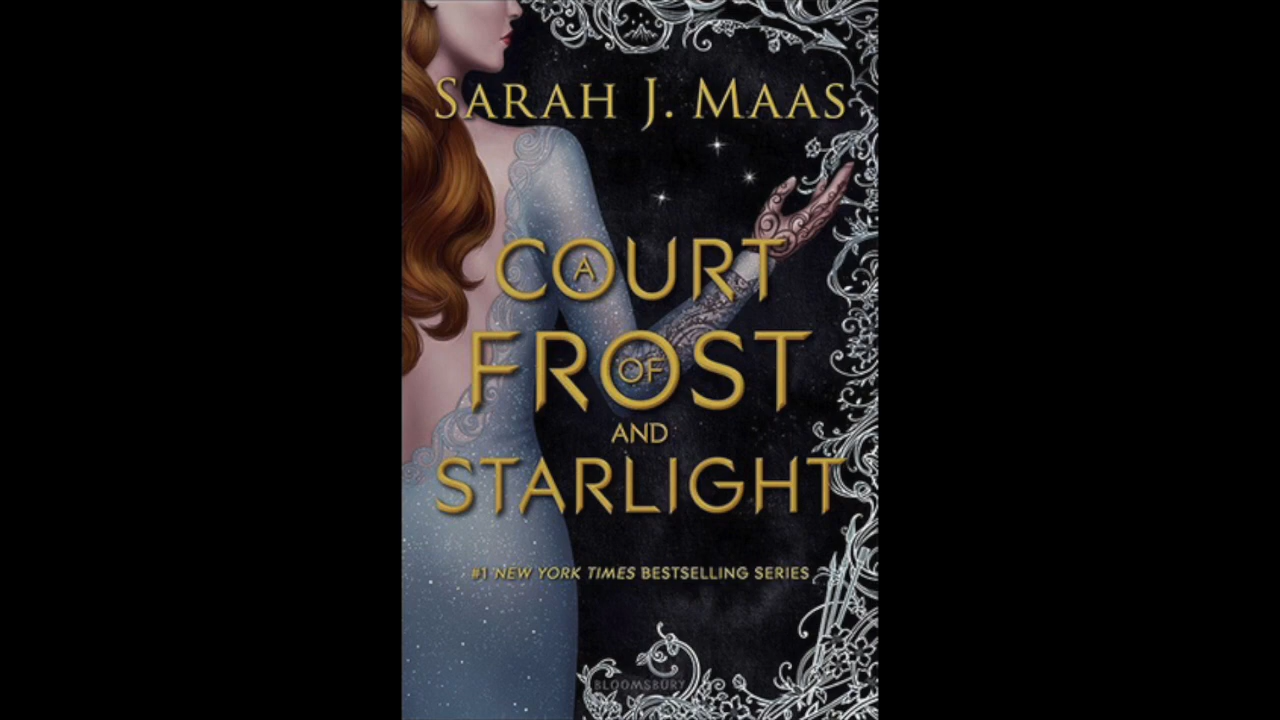 SARAH J. MAAS
A COURT
OF FROST
AND
STARLIGHT
#1 NEW YORK TIMES BESTSELLING SERIES
BLOOMSBURY